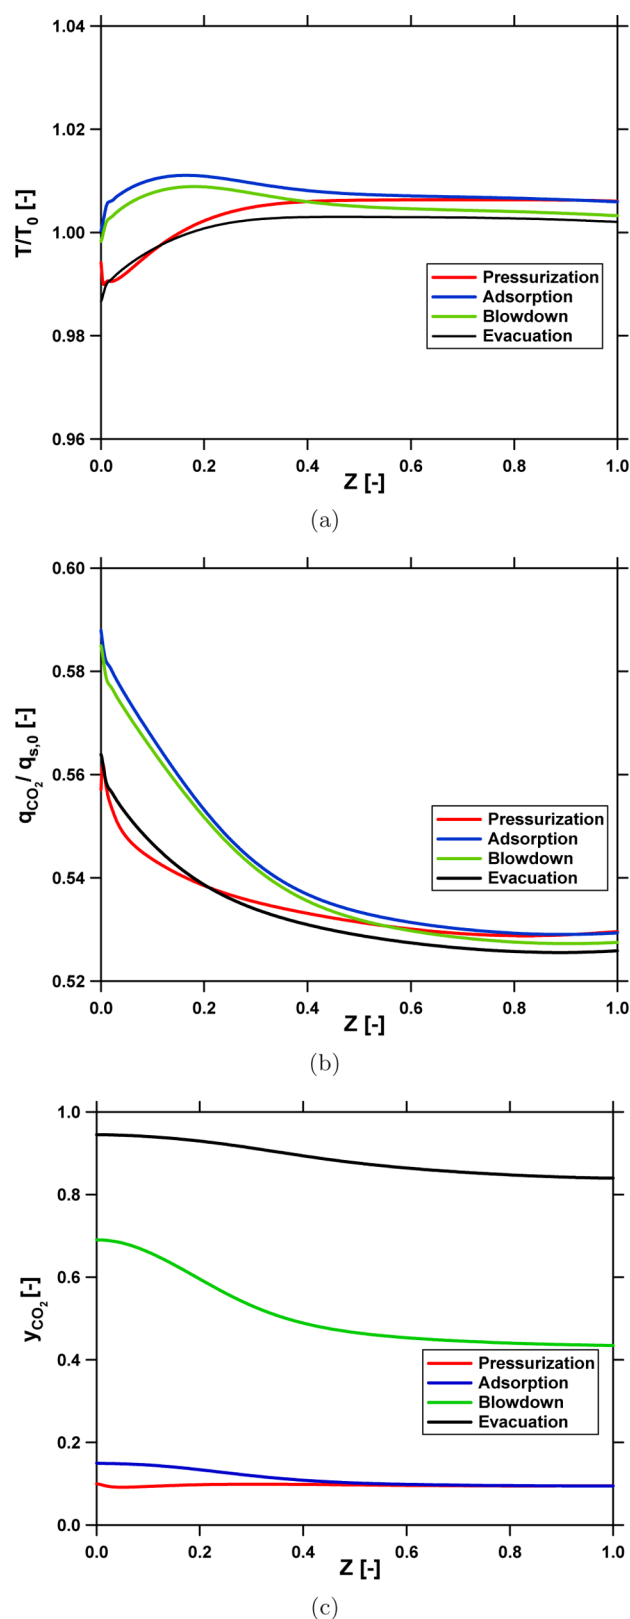 1.04
1.02
1.00
0.98
0.96
T/T0 [-]
Pressurization
Adsorption
Blowdown
Evacuation
0.0 0.2 0.4 0.6 0.8 1.0
Z [-]
(a)
0.60
0.58
0.56
0.54
0.52
qCO2/ qs,0 [-]
Pressurization
Adsorption
Blowdown
Evacuation
0.0 0.2 0.4 0.6 0.8 1.0
Z [-]
(b)
1.0
0.8
0.6
0.4
0.2
0.0
yCO2[-]
Pressurization
Adsorption
Blowdown
Evacuation
0.0 0.2 0.4 0.6 0.8 1.0
Z [-]
(c)